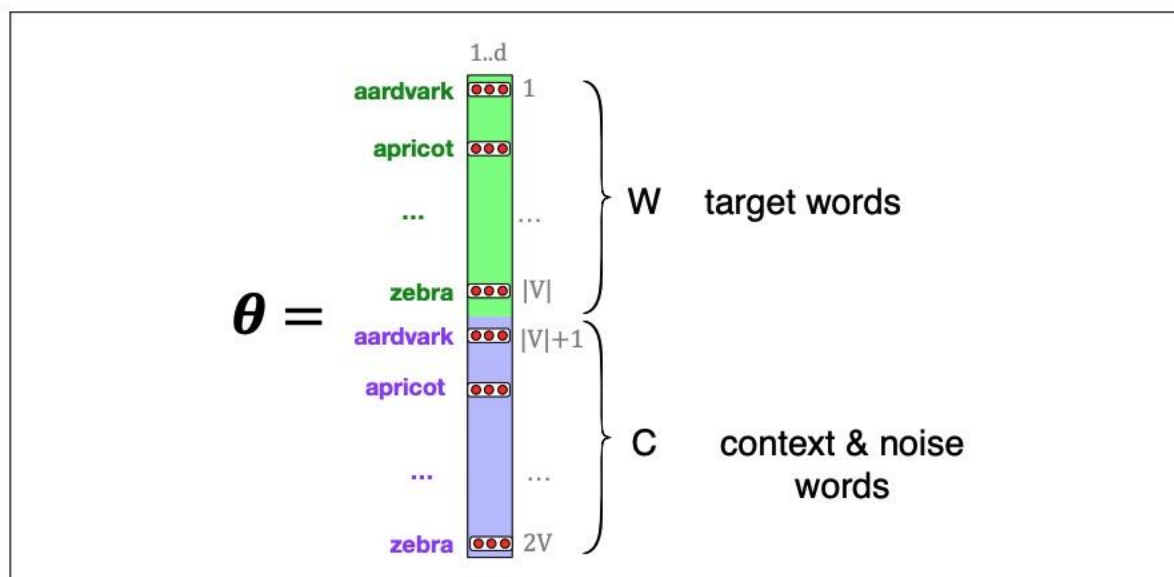 1..d
aardvark 1
apricot
... ...
zebra |V|
W target words
θ =
aardvark |V|+1
apricot
C context & noise
words
... ...
zebra 2V